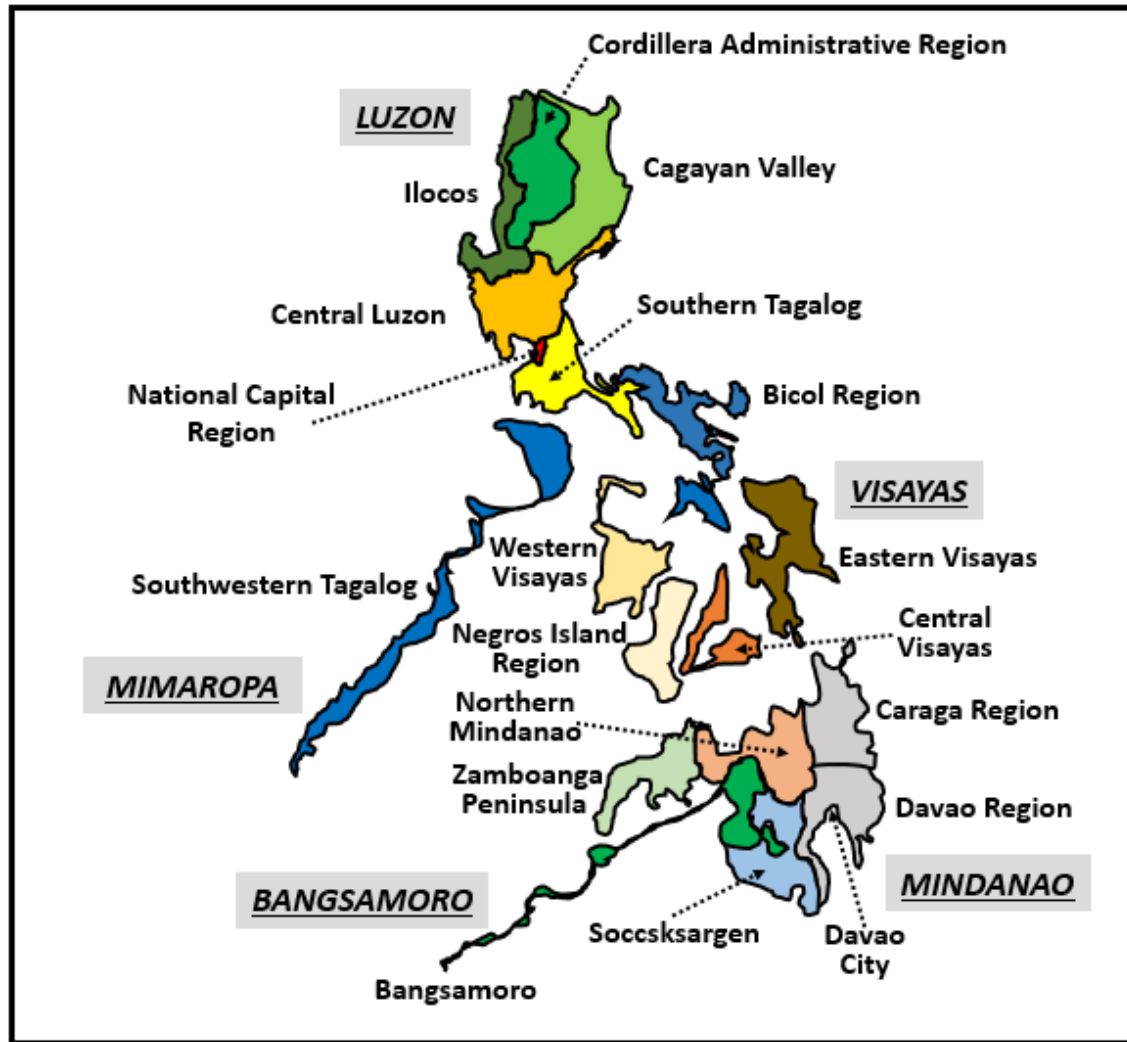 Cordillera Administrative Region
LUZON
Cagayan Valley
Ilocos
Southern Tagalog
Central Luzon
National Capital
Region
Bicol Region
VISAYAS
Western
Visayas
Eastern Visayas
Southwestern Tagalog
Central
Visayas
Negros Island
Region
MIMAROPA
Northern
Mindanao
Caraga Region
Zamboanga
Peninsula
Davao Region
BANGSAMORO
MINDANAO
Soccsksargen
Davao
City
Bangsamoro